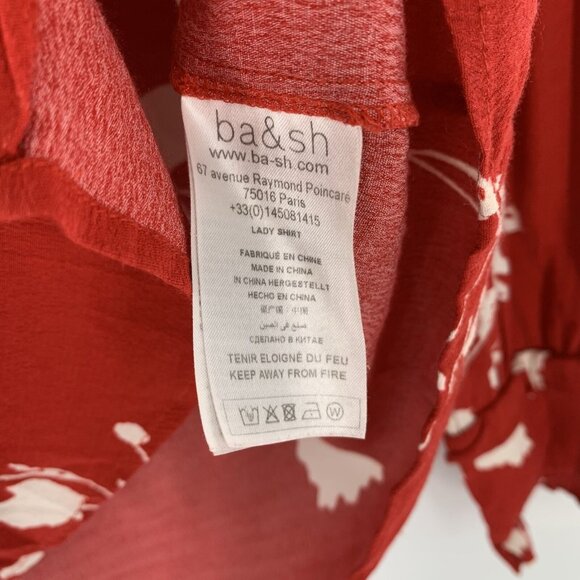 ba&sh
www.ba-sh.com
67 avenue Raymond Poincaré
75016 Paris
+33(0)145081415
LADY SHIRT
FABRIQUÉ EN CHINE
MADE IN CHINA
IN CHINA HERGESTELLT
HECHO EN CHINA
صنع في الصين
СДЕЛАНО В КИТАЕ
TENIR ELOIGNÉ DU FEU
KEEP AWAY FROM FIRE
W